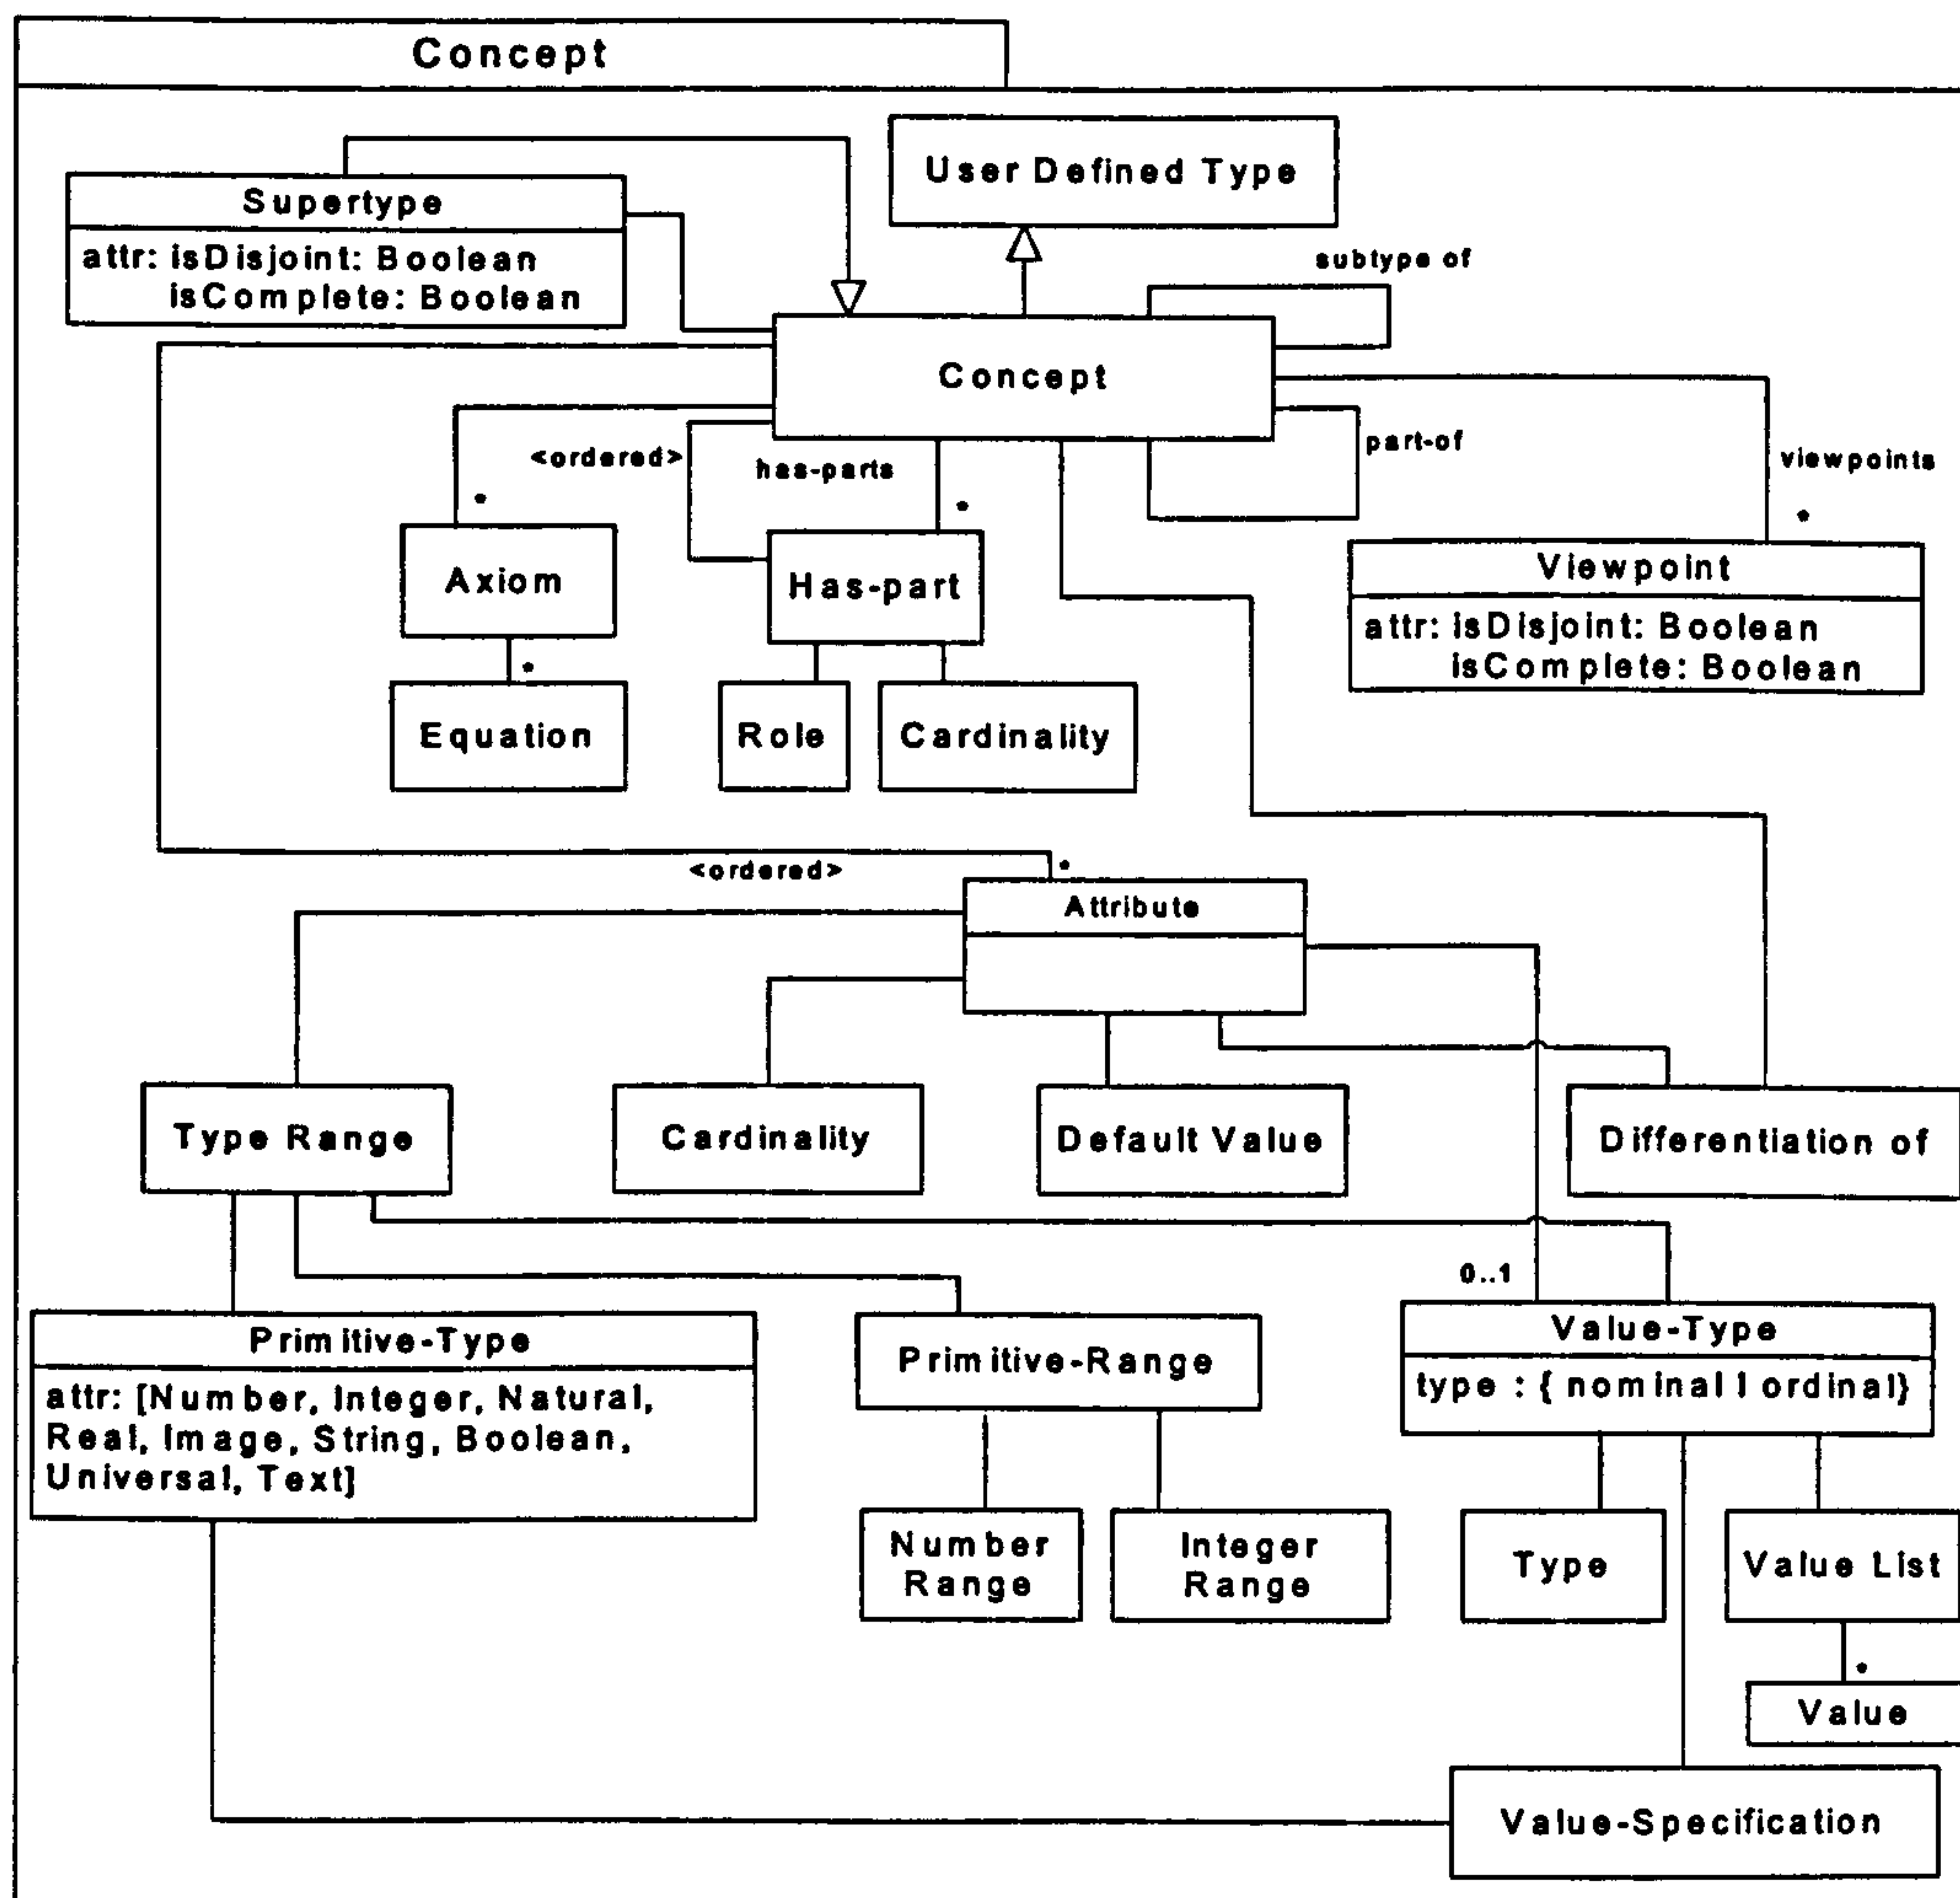 Concept
User Defined Type
Supertype
attr: isDisjoint: Boolean
isComplete: Boolean
subtype of
Concept
<ordered>
has-parts
part-of
viewpoints
*
*
*
Axiom
Has-part
Viewpoint
attr: isDisjoint: Boolean
isComplete: Boolean
*
Equation
Role
Cardinality
<ordered>
*
Attribute
Type Range
Cardinality
Default Value
Differentiation of
0..1
Primitive-Type
attr: [Number, Integer, Natural,
Real, Image, String, Boolean,
Universal, Text]
Primitive-Range
Value-Type
type : { nominal | ordinal}
Number
Range
Integer
Range
Type
Value List
*
Value
Value-Specification